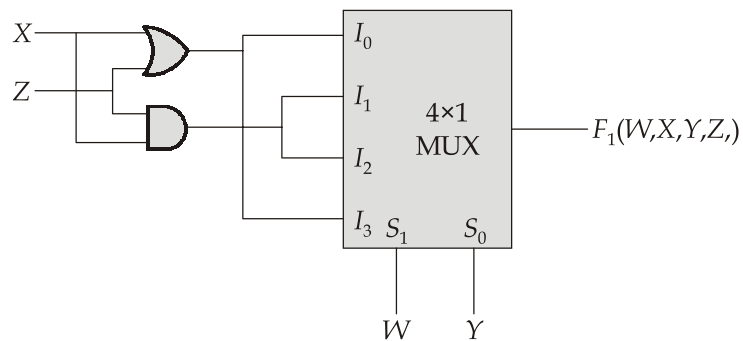 X
Z
I₀
I₁
I₂
I₃
4×1
MUX
S₁ S₀
F₁(W,X,Y,Z,)
W Y